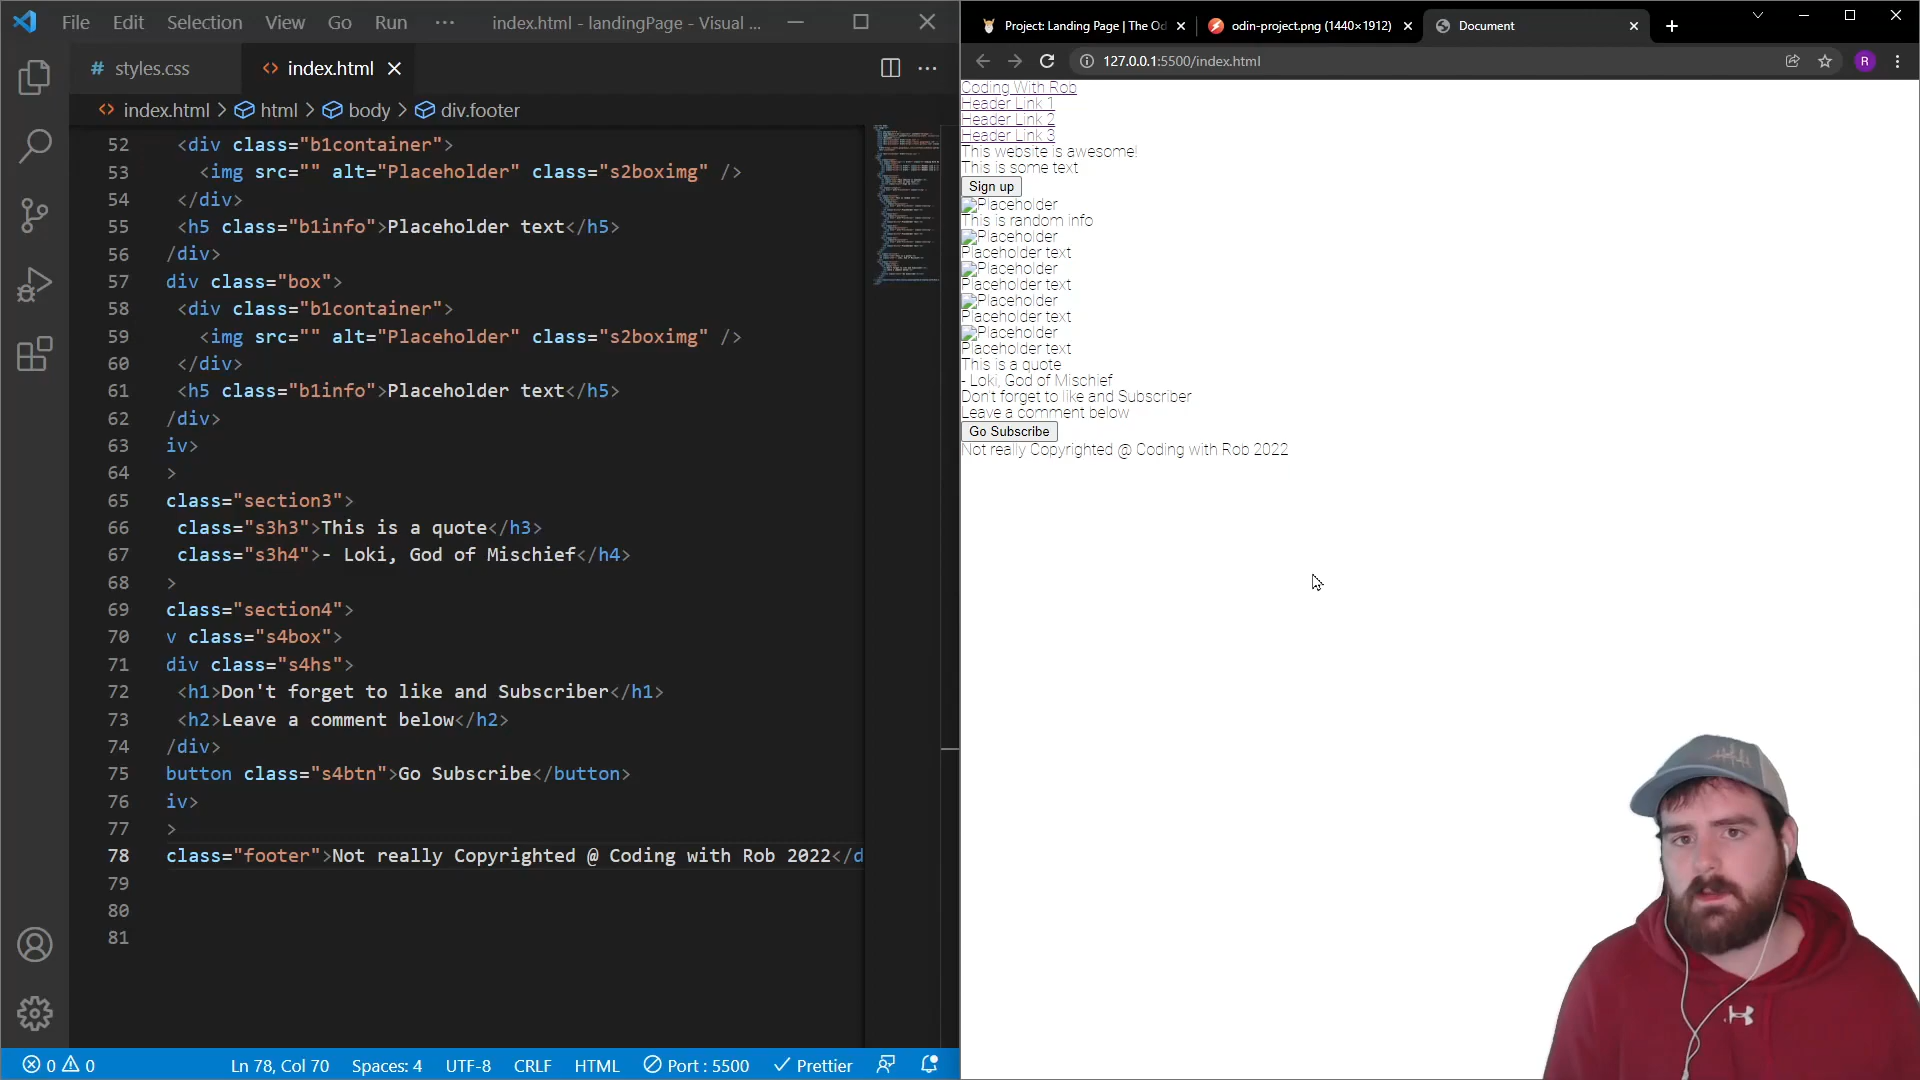 File Edit Selection View Go Run ··· index.html - landingPage - Visual ...
# styles.css
<> index.html
index.html > html > body > div.footer
52 <div class="b1container">
53 <img src="" alt="Placeholder" class="s2boximg" />
54 </div>
55 <h5 class="b1info">Placeholder text</h5>
56 /div>
57 div class="box">
58 <div class="b1container">
59 <img src="" alt="Placeholder" class="s2boximg" />
60 </div>
61 <h5 class="b1info">Placeholder text</h5>
62 /div>
63 iv>
64 >
65 class="section3">
66 class="s3h3">This is a quote</h3>
67 class="s3h4">- Loki, God of Mischief</h4>
68 >
69 class="section4">
70 v class="s4box">
71 div class="s4hs">
72 <h1>Don't forget to like and Subscriber</h1>
73 <h2>Leave a comment below</h2>
74 /div>
75 button class="s4btn">Go Subscribe</button>
76 iv>
77 >
78 class="footer">Not really Copyrighted @ Coding with Rob 2022</d
79
80
81
0 0 Ln 78, Col 70 Spaces: 4 UTF-8 CRLF HTML Port : 5500 Prettier
Project: Landing Page | The Od
odin-project.png (1440×1912)
Document
127.0.0.1:5500/index.html
R
Coding With Rob
Header Link 1
Header Link 2
Header Link 3
This website is awesome!
This is some text
Sign up
Placeholder
This is random info
Placeholder
Placeholder text
Placeholder
Placeholder text
Placeholder
Placeholder text
Placeholder
Placeholder text
This is a quote
- Loki, God of Mischief
Don't forget to like and Subscriber
Leave a comment below
Go Subscribe
Not really Copyrighted @ Coding with Rob 2022